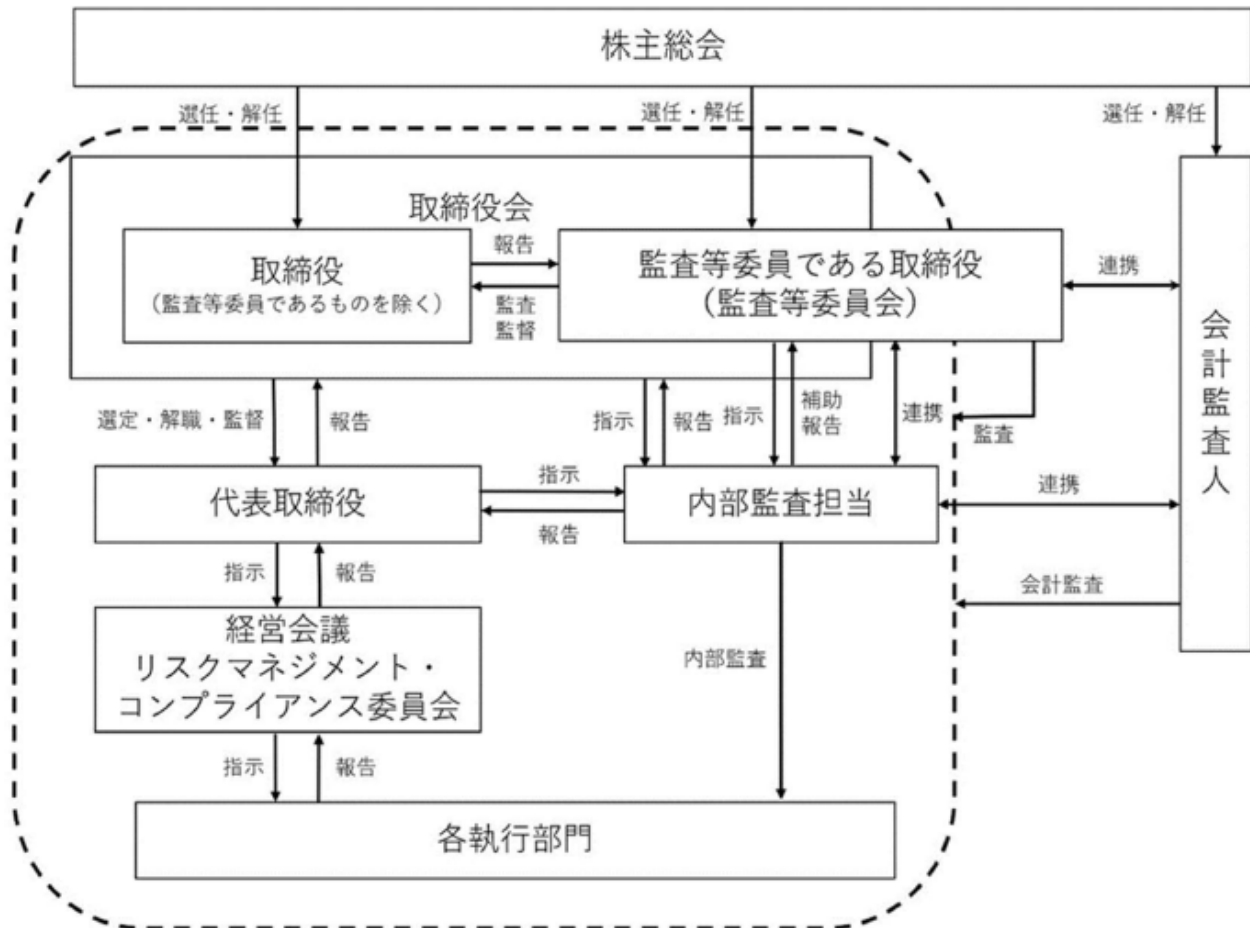 株主総会
選任・解任
選任・解任
選任・解任
取締役会
取締役
（監査等委員であるものを除く）
報告
監査
監督
監査等委員である取締役
（監査等委員会）
連携
会計監査人
選定・解職・監督
報告
指示
報告
指示
補助
報告
連携
監査
代表取締役
指示
報告
内部監査担当
連携
指示
報告
会計監査
経営会議
リスクマネジメント・
コンプライアンス委員会
内部監査
指示
報告
各執行部門